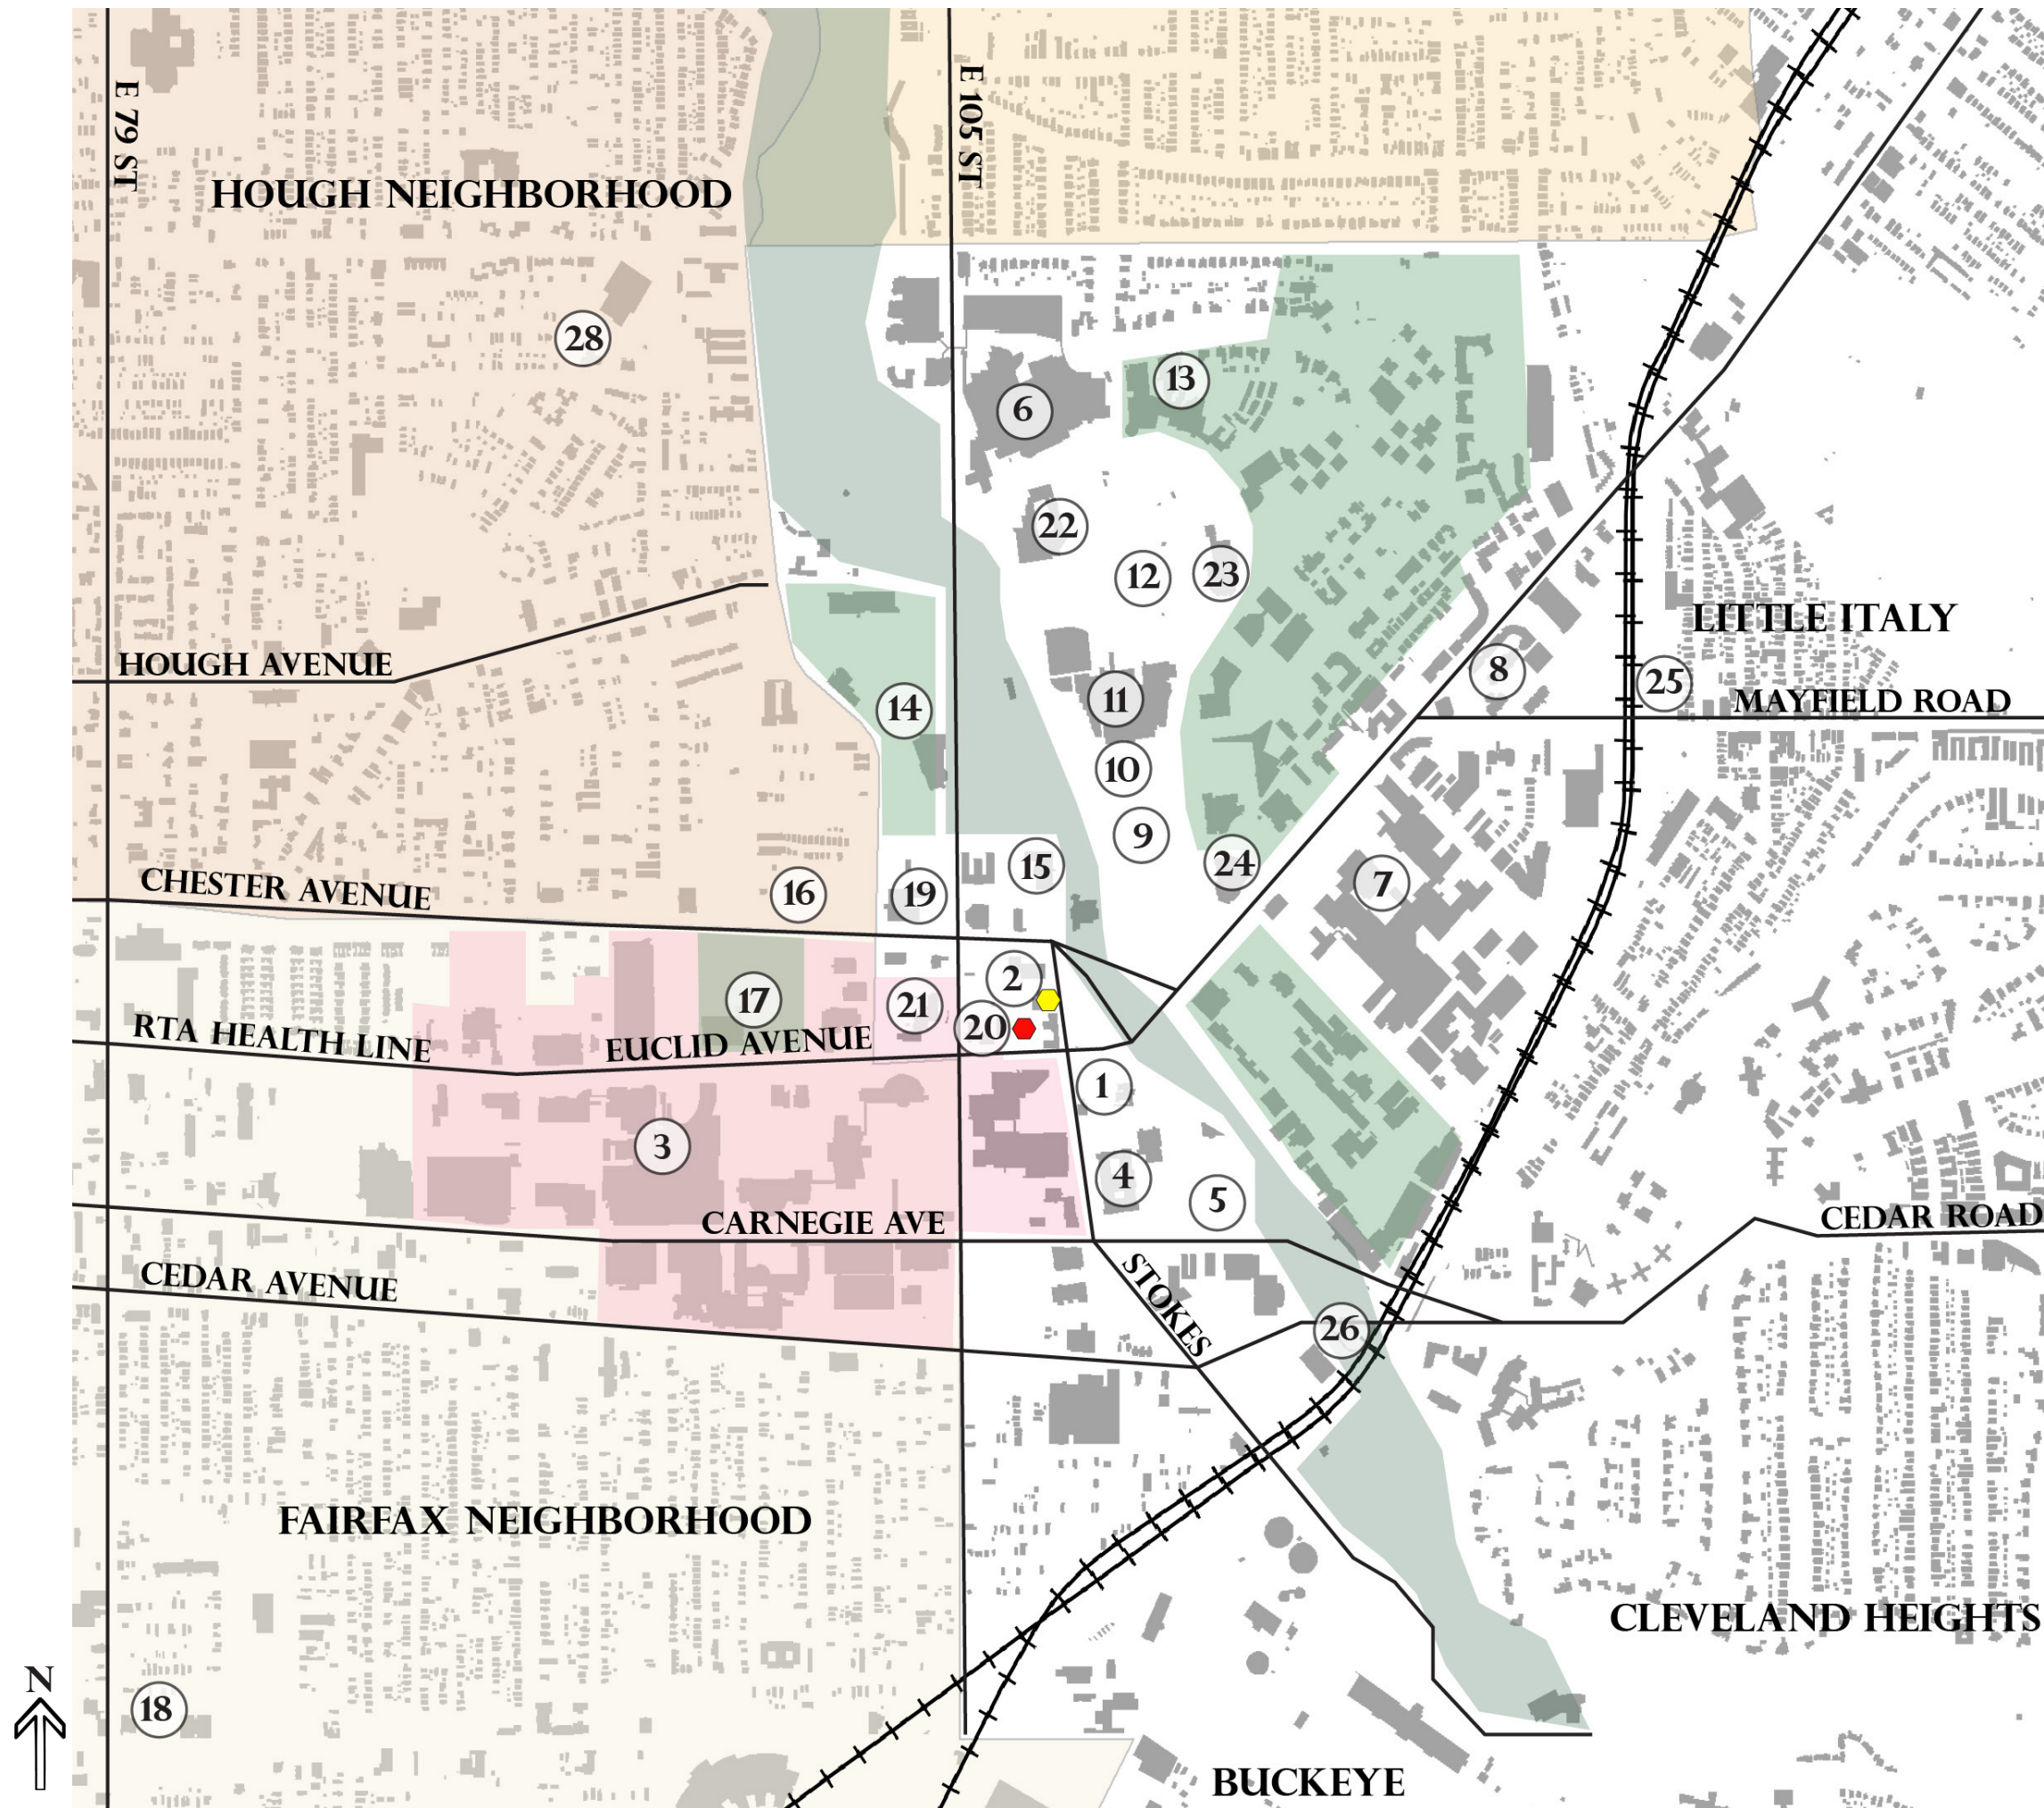 E 79 ST
E 105 ST
HOUGH NEIGHBORHOOD
28
13
6
22
12
23
LITTLE ITALY
HOUGH AVENUE
8
25
MAYFIELD ROAD
14
11
10
9
24
7
15
CHESTER AVENUE
16
19
2
17
21
20
RTA HEALTH LINE
EUCLID AVENUE
1
3
4
5
CARNEGIE AVE
CEDAR ROAD
CEDAR AVENUE
STOKES
26
FAIRFAX NEIGHBORHOOD
CLEVELAND HEIGHTS
N
18
BUCKEYE